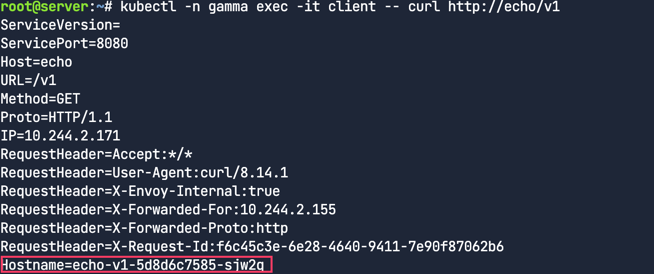 root@server:~# kubectl -n gamma exec -it client -- curl http://echo/v1
ServiceVersion=
ServicePort=8080
Host=echo
URL=/v1
Method=GET
Proto=HTTP/1.1
IP=10.244.2.171
RequestHeader=Accept:*/*
RequestHeader=User-Agent:curl/8.14.1
RequestHeader=X-Envoy-Internal:true
RequestHeader=X-Forwarded-For:10.244.2.155
RequestHeader=X-Forwarded-Proto:http
RequestHeader=X-Request-Id:f6c45c3e-6e28-4640-9411-7e90f87062b6
Hostname=echo-v1-5d8d6c7585-sjw2q